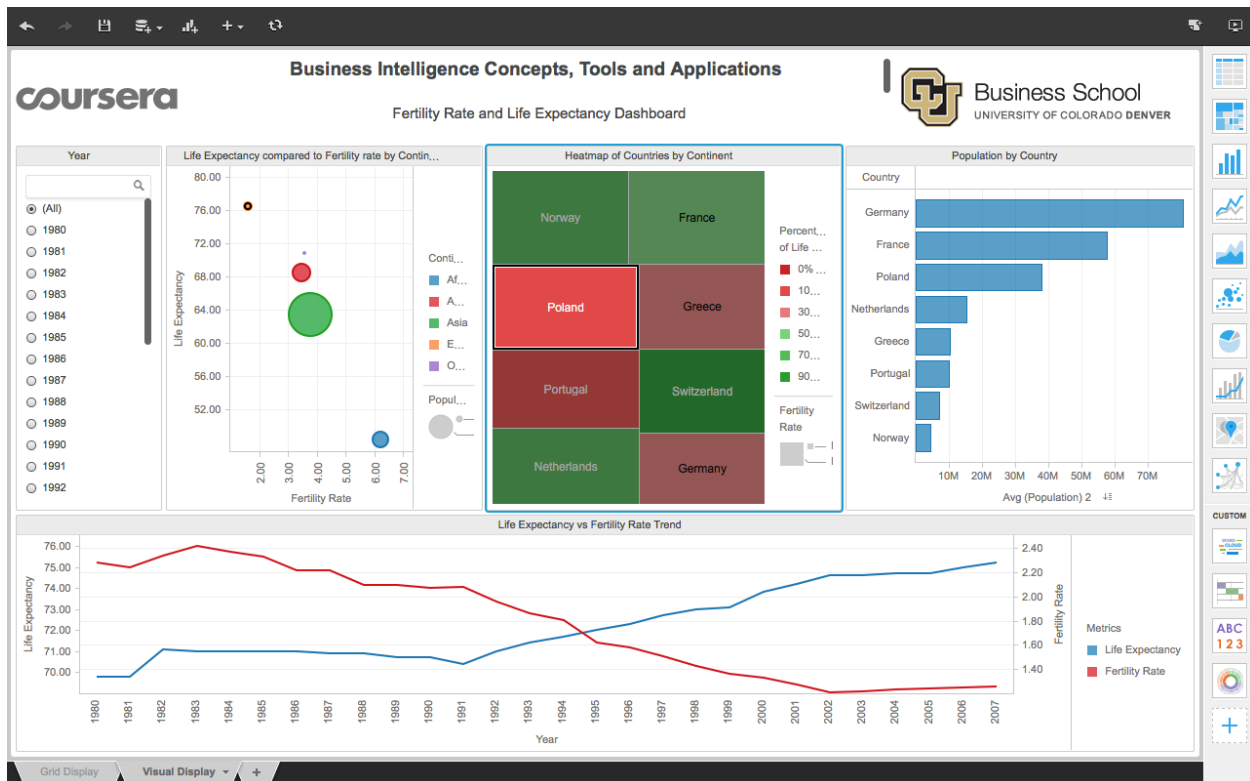 Business Intelligence Concepts, Tools and Applications
coursera
Fertility Rate and Life Expectancy Dashboard
CU
Business School
UNIVERSITY OF COLORADO DENVER
Year
(All)
1980
1981
1982
1983
1984
1985
1986
1987
1988
1989
1990
1991
1992
Life Expectancy compared to Fertility rate by Contin...
80.00
76.00
72.00
68.00
64.00
60.00
56.00
52.00
Life Expectancy
2.00
3.00
4.00
5.00
6.00
7.00
Fertility Rate
Conti...
Af...
A...
Asia
E...
O...
Popul...
Heatmap of Countries by Continent
Norway
France
Poland
Greece
Portugal
Switzerland
Netherlands
Germany
Percent...
of Life ...
0% ...
10...
30...
50...
70...
90...
Fertility
Rate
Population by Country
Country
Germany
France
Poland
Netherlands
Greece
Portugal
Switzerland
Norway
10M 20M 30M 40M 50M 60M 70M
Avg (Population) 2
Life Expectancy vs Fertility Rate Trend
76.00
75.00
74.00
73.00
72.00
71.00
70.00
Life Expectancy
2.40
2.20
2.00
1.80
1.60
1.40
Fertility Rate
1980 1981 1982 1983 1984 1985 1986 1987 1988 1989 1990 1991 1992 1993 1994 1995 1996 1997 1998 1999 2000 2001 2002 2003 2004 2005 2006 2007
Year
Metrics
Life Expectancy
Fertility Rate
CUSTOM
ABC
123
Grid Display
Visual Display
+